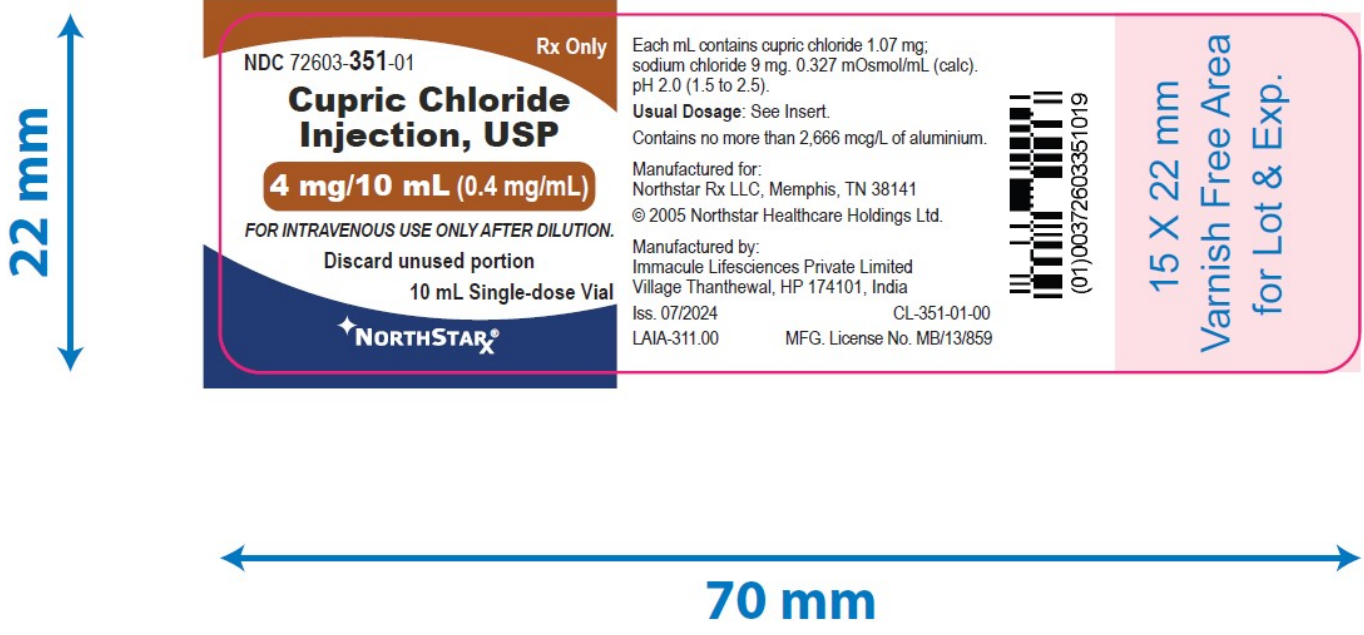 22 mm
Rx Only
NDC 72603-351-01
Cupric Chloride
Injection, USP
4 mg/10 mL (0.4 mg/mL)
FOR INTRAVENOUS USE ONLY AFTER DILUTION.
Discard unused portion
10 mL Single-dose Vial
NORTHSTARx®
Each mL contains cupric chloride 1.07 mg;
sodium chloride 9 mg. 0.327 mOsmol/mL (calc).
pH 2.0 (1.5 to 2.5).
Usual Dosage: See Insert.
Contains no more than 2,666 mcg/L of aluminium.
Manufactured for:
Northstar Rx LLC, Memphis, TN 38141
© 2005 Northstar Healthcare Holdings Ltd.
Manufactured by:
Immacule Lifesciences Private Limited
Village Thanthewal, HP 174101, India
Iss. 07/2024 CL-351-01-00
LAIA-311.00 MFG. License No. MB/13/859
(01)00372603351019
15 X 22 mm
Varnish Free Area
for Lot & Exp.
70 mm